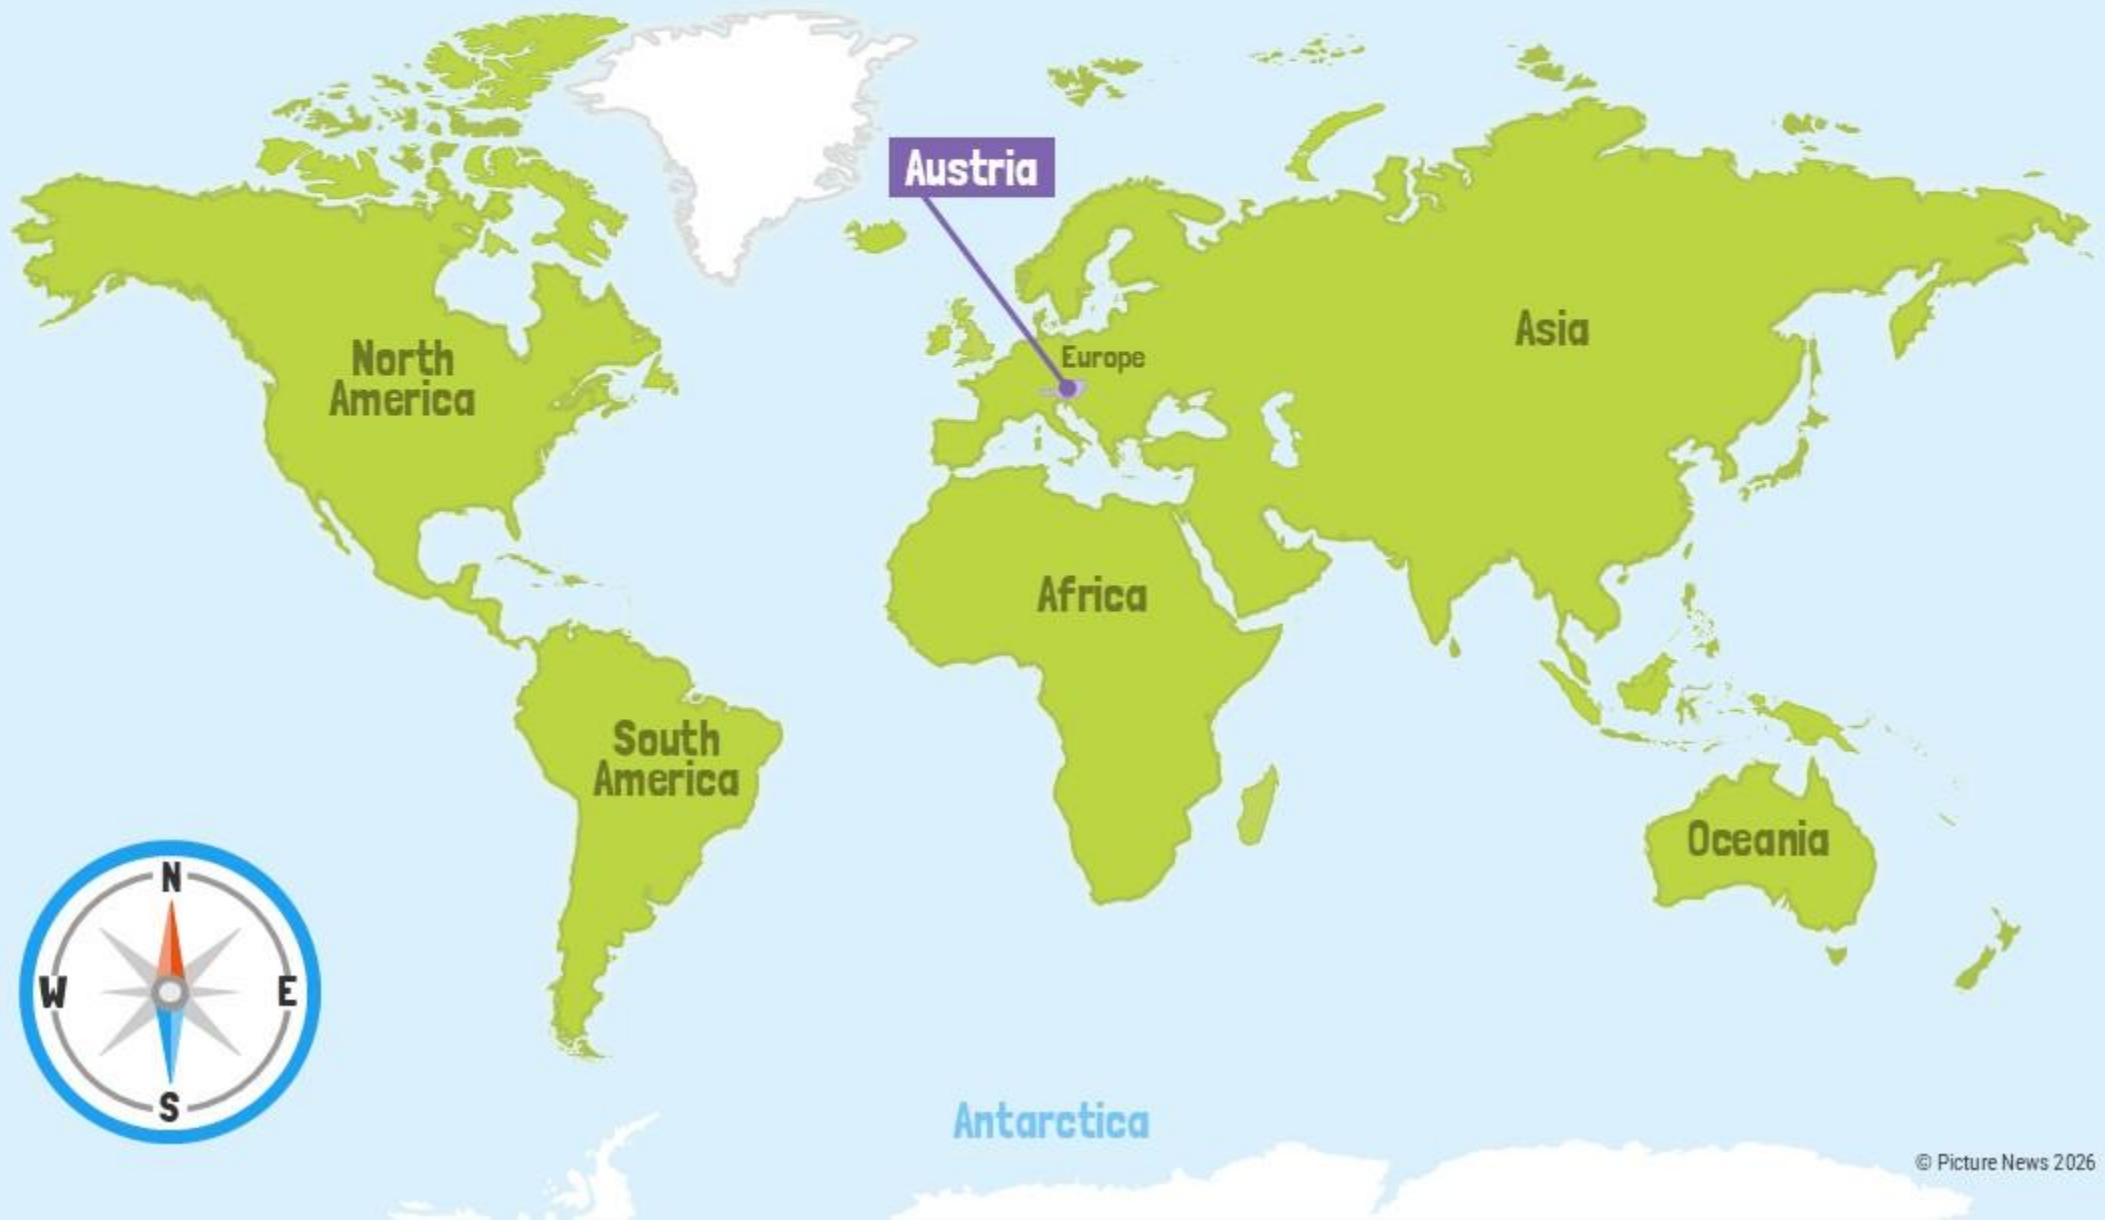 Austria
Europe
Asia
North
America
Africa
South
America
Oceania
N
W
E
S
Antarctica
© Picture News 2026